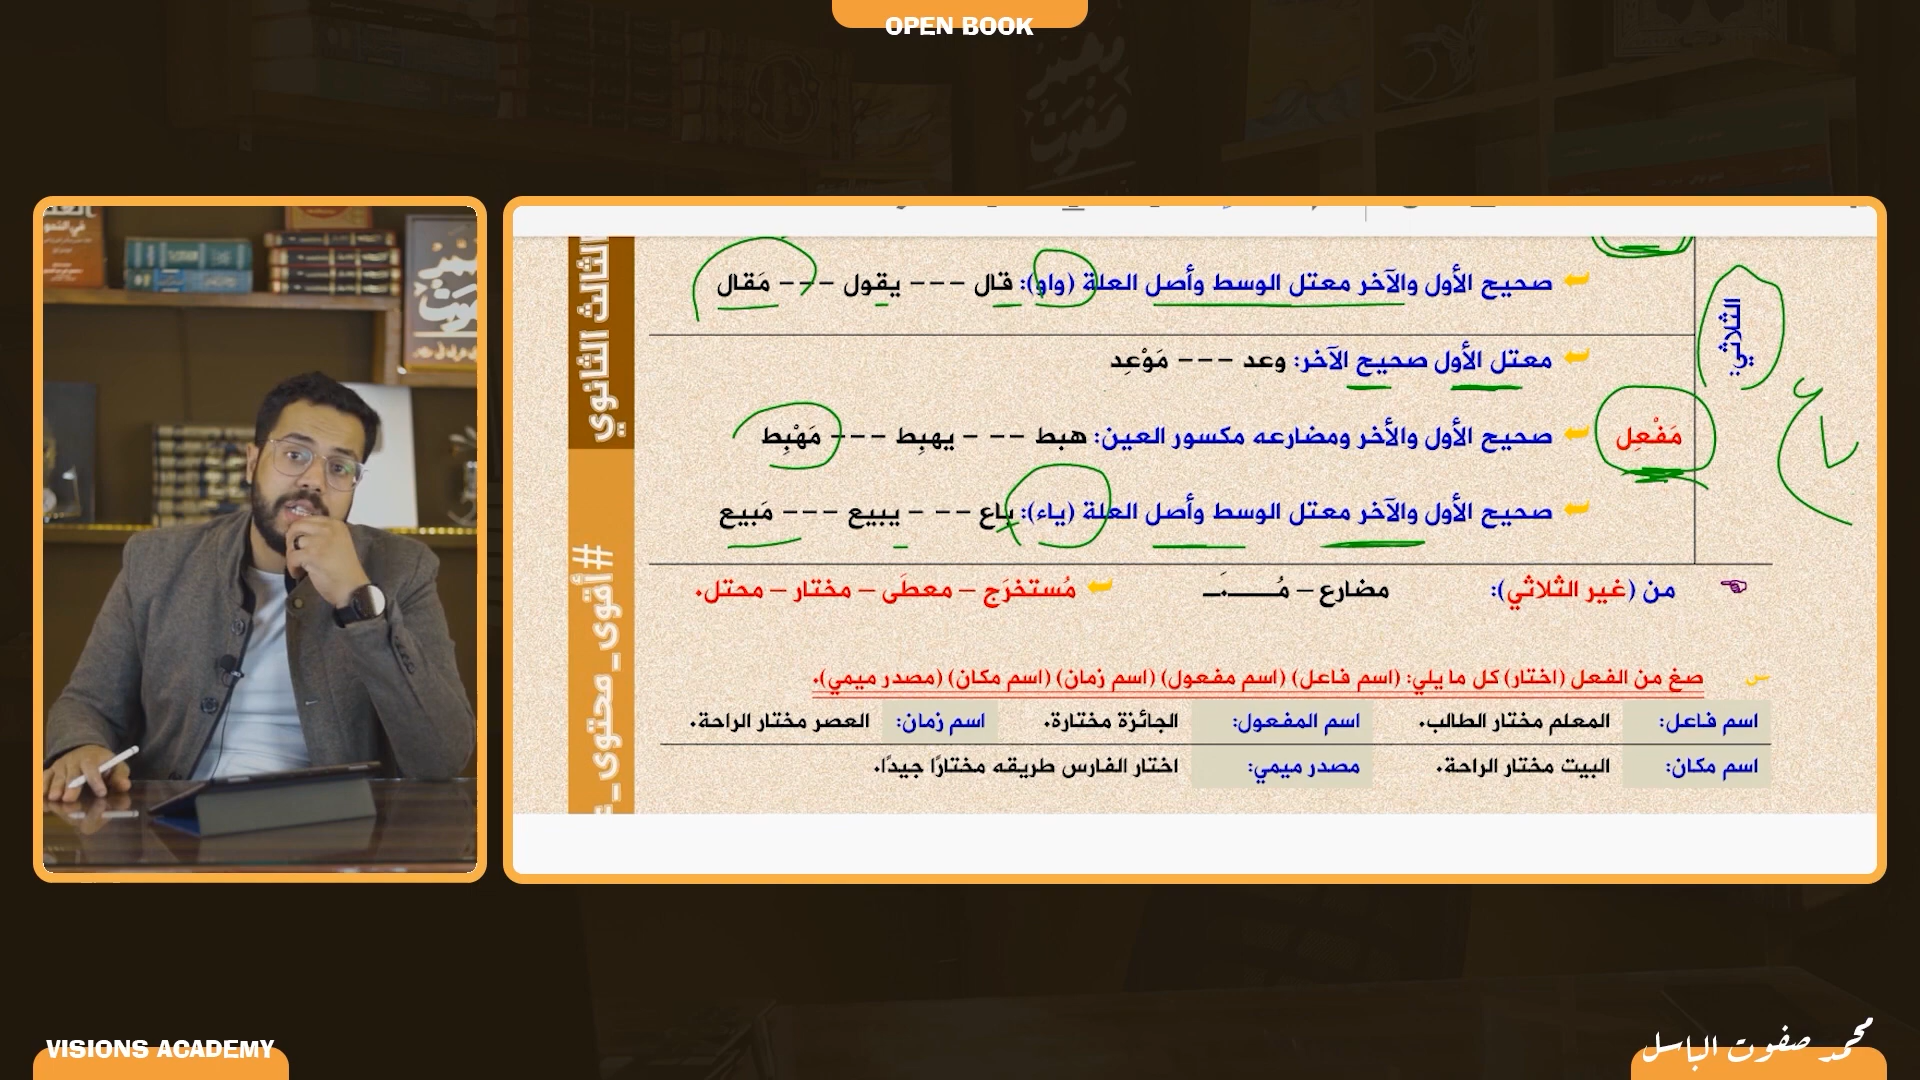 OPEN BOOK
صحيح الأول والآخر معتل الوسط وأصل العلة (واو): قال --- يقول --- مَقال
الثلاثي:
معتل الأول صحيح الآخر: وعد --- مَوْعِد
مَفْعِل
صحيح الأول والأخر ومضارعه مكسور العين: هبط --- يهبِط --- مَهْبِط
صحيح الأول والآخر معتل الوسط وأصل العلة (ياء): باع --- يبيع --- مَبيع
من (غير الثلاثي): مضارع – مُـــــَـ مُستخرَج – معطَى – مختار – محتل.
س صغ من الفعل (اختار) كل ما يلي: (اسم فاعل) (اسم مفعول) (اسم زمان) (اسم مكان) (مصدر ميمي).
اسم فاعل: المعلم مختار الطالب. اسم المفعول: الجائزة مختارة. اسم زمان: العصر مختار الراحة.
اسم مكان: البيت مختار الراحة. مصدر ميمي: اختار الفارس طريقه مختارًا جيدًا.
الثالث الثانوي
#أقوى_محتوى_
VISIONS ACADEMY
محمد صفوت الباسل